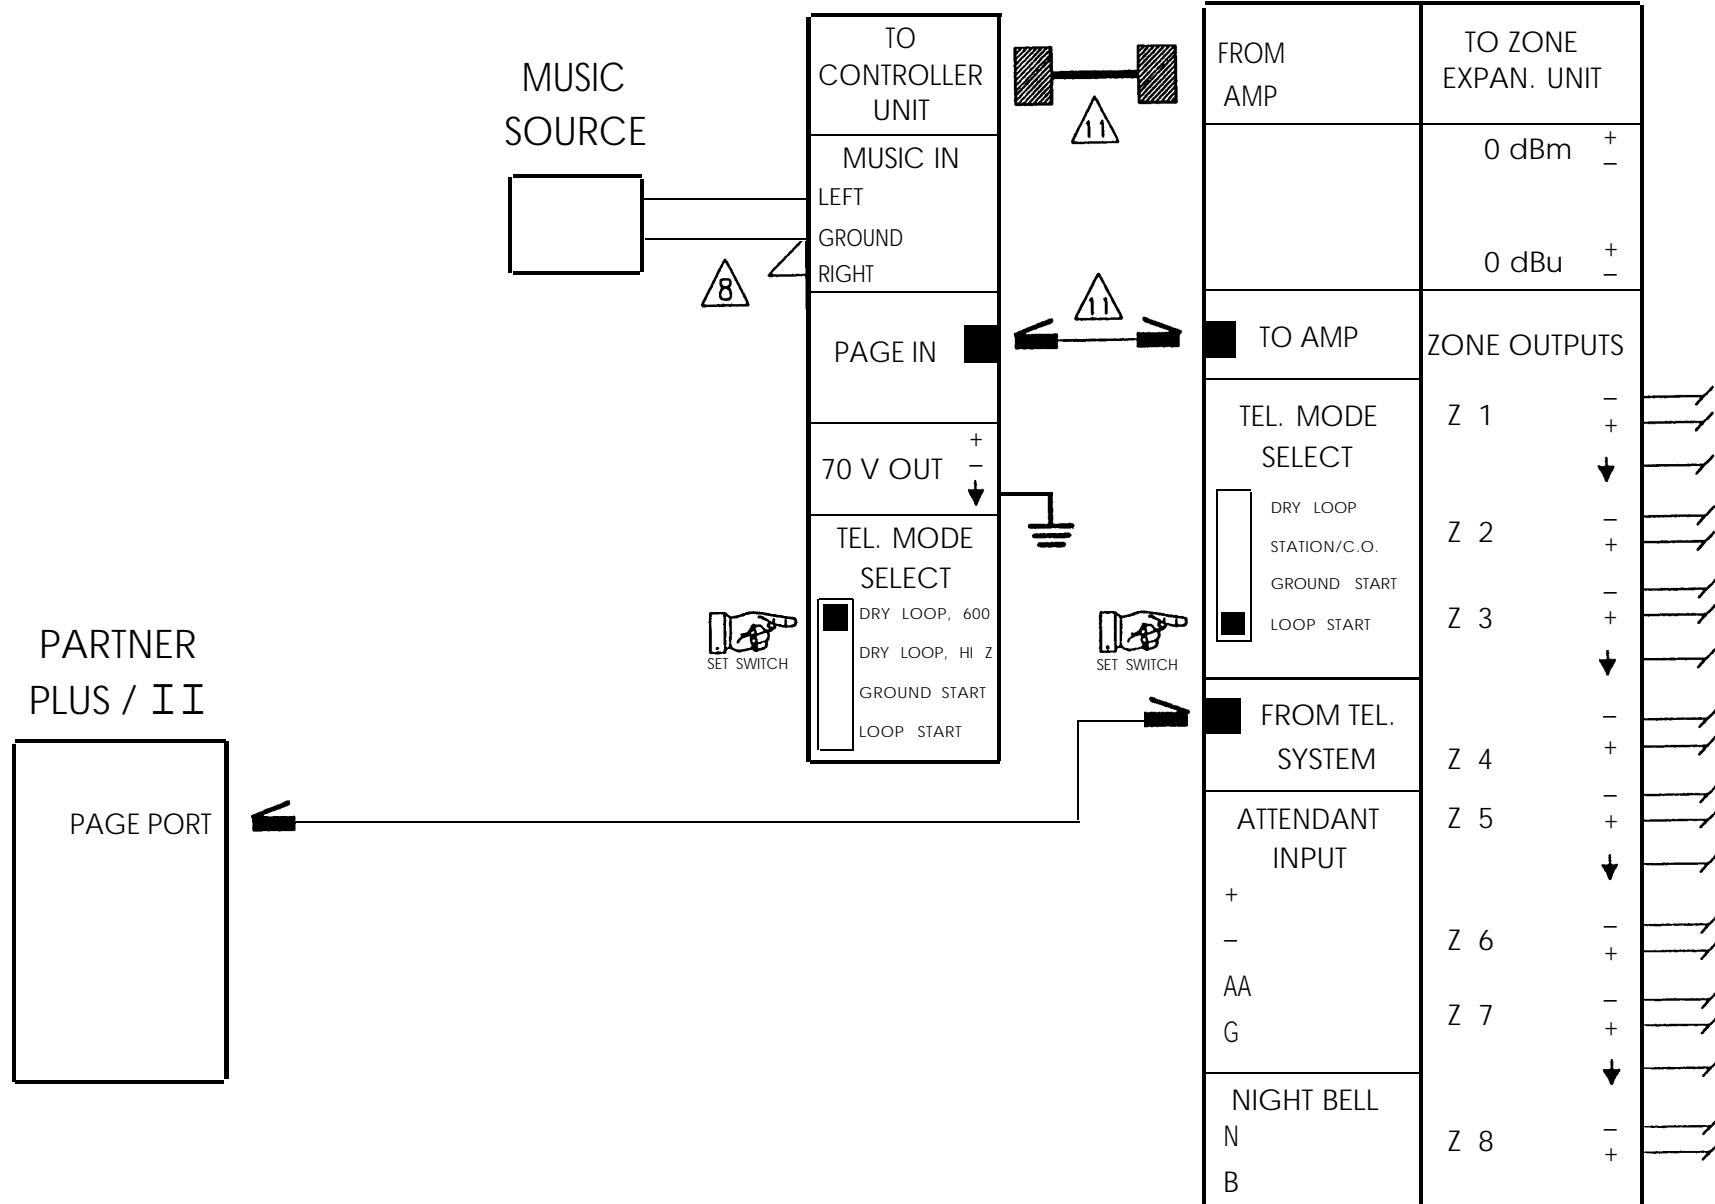 MUSIC
SOURCE
8
PARTNER
PLUS / II
PAGE PORT
TO
CONTROLLER
UNIT
MUSIC IN
LEFT
GROUND
RIGHT
PAGE IN
70 V OUT
+
−
TEL. MODE
SELECT
DRY LOOP, 600
DRY LOOP, HI Z
GROUND START
LOOP START
SET SWITCH
11
11
SET SWITCH
FROM
AMP
TO AMP
TEL. MODE
SELECT
DRY LOOP
STATION/C.O.
GROUND START
LOOP START
FROM TEL.
SYSTEM
ATTENDANT
INPUT
+
−
AA
G
NIGHT BELL
N
B
TO ZONE
EXPAN. UNIT
0 dBm + −
0 dBu + −
ZONE OUTPUTS
Z 1 − +
Z 2 − +
Z 3 − +
Z 4 − +
Z 5 − +
Z 6 − +
Z 7 − +
Z 8 − +